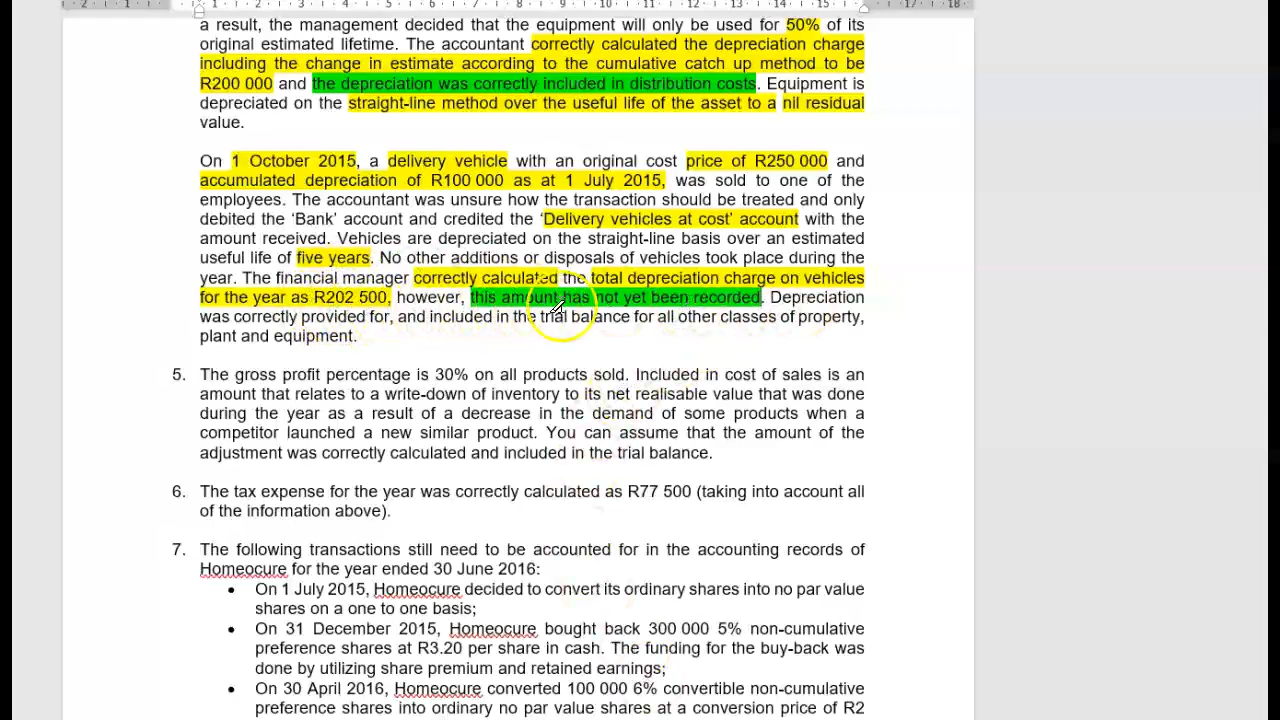 2 1 1 2 3 4 5 6 7 8 9 10 11 12 13 14 15 17 18
a result, the management decided that the equipment will only be used for 50% of its
original estimated lifetime. The accountant correctly calculated the depreciation charge
including the change in estimate according to the cumulative catch up method to be
R200 000 and the depreciation was correctly included in distribution costs. Equipment is
depreciated on the straight-line method over the useful life of the asset to a nil residual
value.
On 1 October 2015, a delivery vehicle with an original cost price of R250 000 and
accumulated depreciation of R100 000 as at 1 July 2015, was sold to one of the
employees. The accountant was unsure how the transaction should be treated and only
debited the ‘Bank’ account and credited the ‘Delivery vehicles at cost’ account with the
amount received. Vehicles are depreciated on the straight-line basis over an estimated
useful life of five years. No other additions or disposals of vehicles took place during the
year. The financial manager correctly calculated the total depreciation charge on vehicles
for the year as R202 500, however, this amount has not yet been recorded. Depreciation
was correctly provided for, and included in the trial balance for all other classes of property,
plant and equipment.
5. The gross profit percentage is 30% on all products sold. Included in cost of sales is an
amount that relates to a write-down of inventory to its net realisable value that was done
during the year as a result of a decrease in the demand of some products when a
competitor launched a new similar product. You can assume that the amount of the
adjustment was correctly calculated and included in the trial balance.
6. The tax expense for the year was correctly calculated as R77 500 (taking into account all
of the information above).
7. The following transactions still need to be accounted for in the accounting records of
Homeocure for the year ended 30 June 2016:
• On 1 July 2015, Homeocure decided to convert its ordinary shares into no par value
shares on a one to one basis;
• On 31 December 2015, Homeocure bought back 300 000 5% non-cumulative
preference shares at R3.20 per share in cash. The funding for the buy-back was
done by utilizing share premium and retained earnings;
• On 30 April 2016, Homeocure converted 100 000 6% convertible non-cumulative
preference shares into ordinary no par value shares at a conversion price of R2